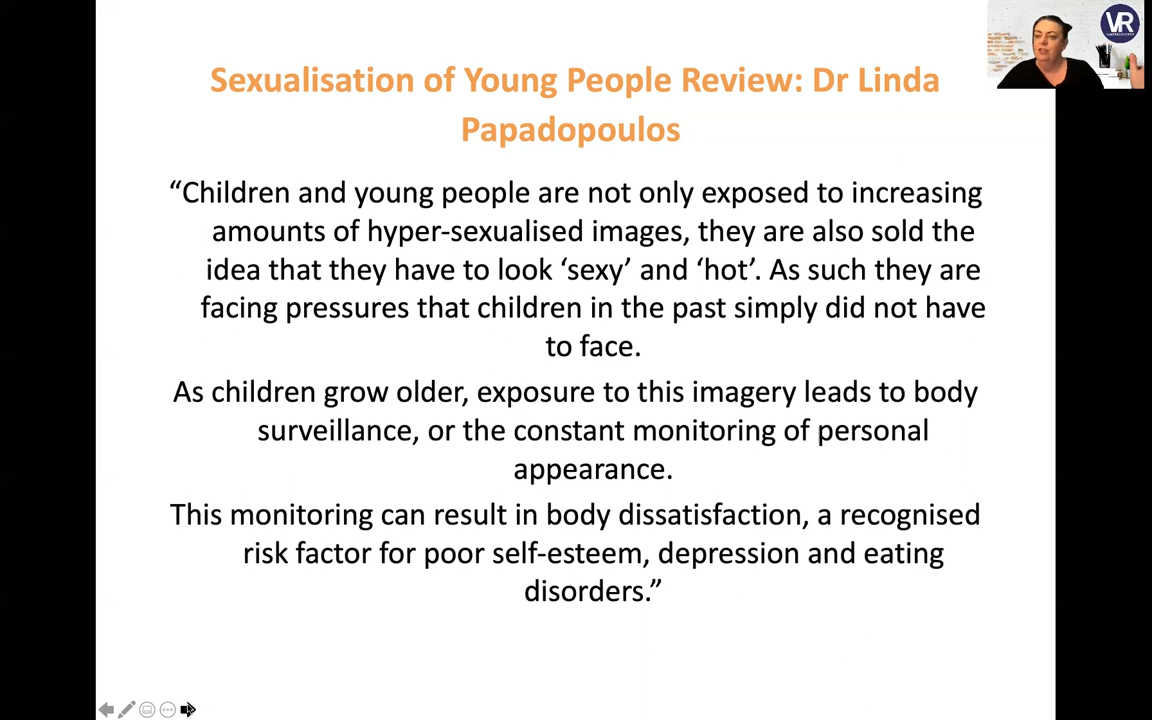 Sexualisation of Young People Review: Dr Linda
Papadopoulos
“Children and young people are not only exposed to increasing
amounts of hyper-sexualised images, they are also sold the
idea that they have to look ‘sexy’ and ‘hot’. As such they are
facing pressures that children in the past simply did not have
to face.
As children grow older, exposure to this imagery leads to body
surveillance, or the constant monitoring of personal
appearance.
This monitoring can result in body dissatisfaction, a recognised
risk factor for poor self-esteem, depression and eating
disorders.”
VR